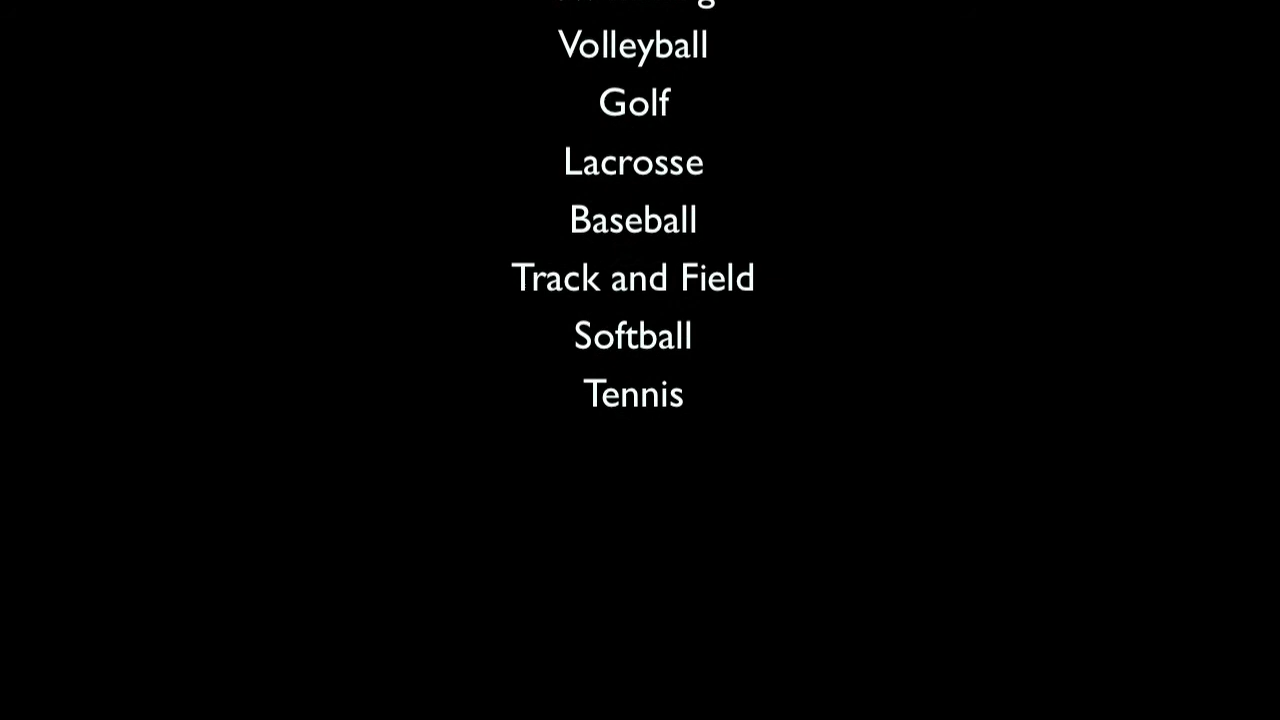 Volleyball
Golf
Lacrosse
Baseball
Track and Field
Softball
Tennis